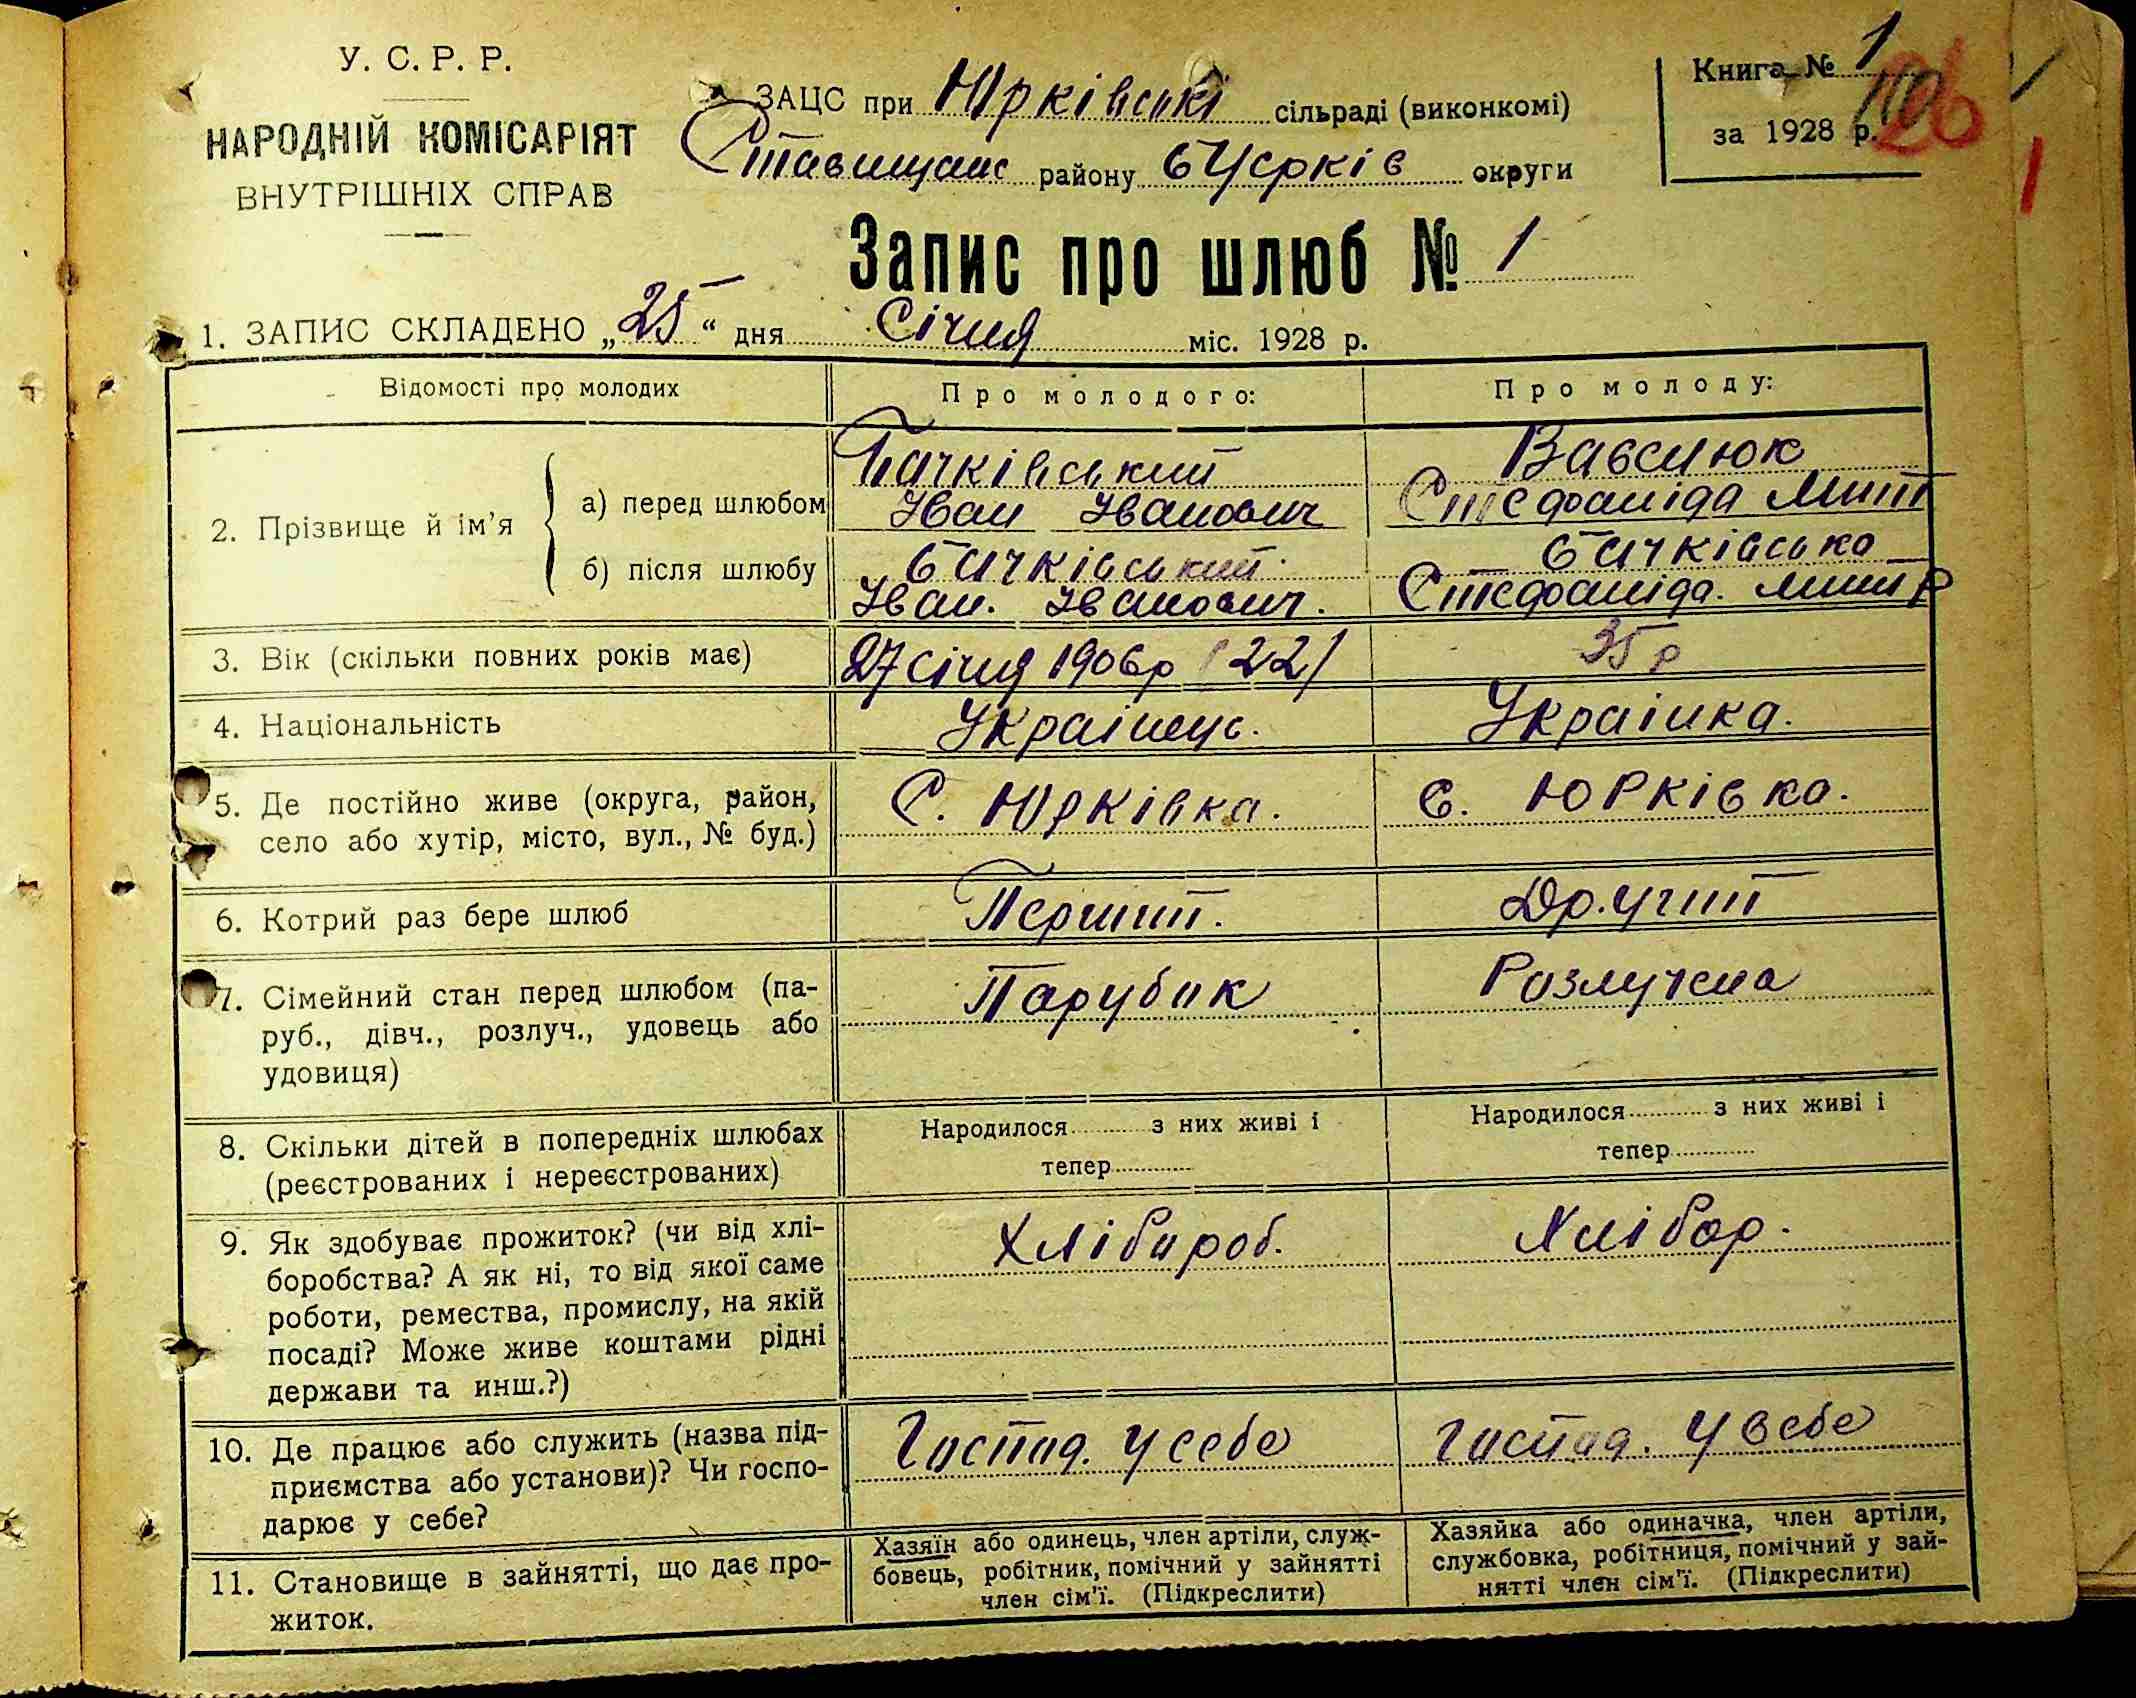 У. С. Р. Р.
НАРОДНІЙ КОМІСАРІЯТ
ВНУТРІШНІХ СПРАВ
ЗАЦС при Юрківські сільраді (виконкомі)
Ставищанс району бЦерків округи
Книга № 1
за 1928 р.
26
1
Запис про шлюб № 1
1. ЗАПИС СКЛАДЕНО „25“ дня Січня міс. 1928 р.
Відомості про молодих
Про молодого:
Про молоду:
2. Прізвище й ім’я
а) перед шлюбом
Бачківський
Іван Іванович
Стефаніда Мит
б) після шлюбу
бачківський
Іван. Іванович.
бачківсько
Стефаніда.
3. Вік (скільки повних років має)
27 січня 1906р (22)
35 р
4. Національність
Українець.
Українка.
5. Де постійно живе (округа, район,
село або хутір, місто, вул., № буд.)
С. Юрківка.
с. Юрківка.
6. Котрий раз бере шлюб
Перший.
Другий
7. Сімейний стан перед шлюбом (па-
руб., дівч., розлуч., удовець або
удовиця)
Парубок
Розлучена
8. Скільки дітей в попередніх шлюбах
(реєстрованих і нереєстрованих)
Народилося з них живі і
тепер
Народилося з них живі і
тепер
9. Як здобуває прожиток? (чи від хлі-
боробства? А як ні, то від якої саме
роботи, ремества, промислу, на якій
посаді? Може живе коштами рідні
держави та инш.?)
Хлібороб.
Хлібор.
10. Де працює або служить (назва під-
приємства або установи)? Чи госпо-
дарює у себе?
Господ. у себе
Господ. у себе
11. Становище в зайнятті, що дає про-
житок.
Хазяїн або одинець, член артіли, служ-
бовець, робітник, помічний у зайнятті
член сім’ї. (Підкреслити)
Хазяйка або одиначка, член артіли,
службовка, робітниця, помічний у зай-
нятті член сім’ї. (Підкреслити)